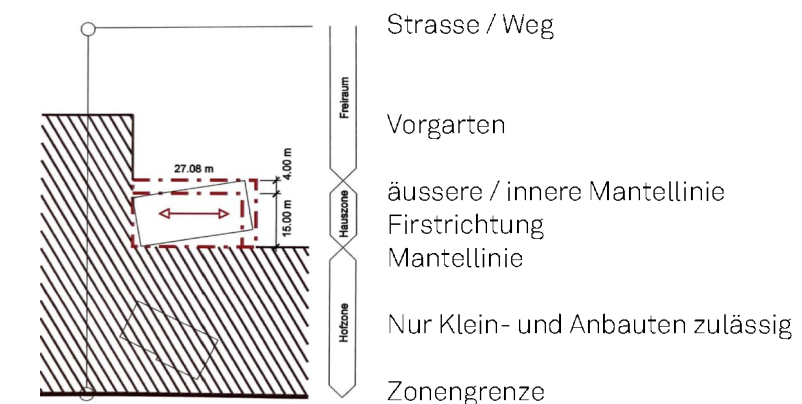 Strasse / Weg
Freiraum
Vorgarten
27.08 m
4.00 m
äussere / innere Mantellinie
Hauszone
15.00 m
Firstrichtung
Mantellinie
Hofzone
Nur Klein- und Anbauten zulässig
Zonengrenze